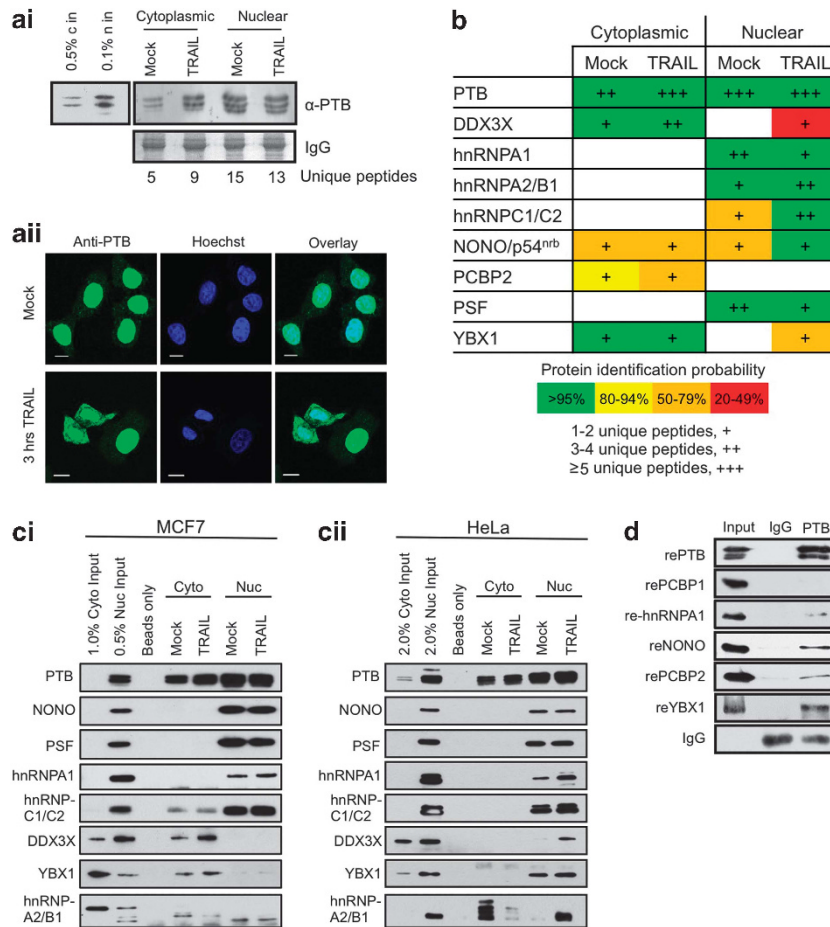 ai
0.5% c in
0.1% n in
Cytoplasmic Nuclear
Mock TRAIL Mock TRAIL
α-PTB
IgG
5 9 15 13 Unique peptides
aii
Anti-PTB Hoechst Overlay
Mock
3 hrs TRAIL
b
Cytoplasmic Nuclear
Mock TRAIL Mock TRAIL
PTB ++ +++ +++ +++
DDX3X + ++ +
hnRNPA1 ++ +
hnRNPA2/B1 + ++
hnRNPC1/C2 + ++
NONO/p54nrb + + + +
PCBP2 + +
PSF ++ +
YBX1 + + +
Protein identification probability
>95% 80-94% 50-79% 20-49%
1-2 unique peptides, +
3-4 unique peptides, ++
≥5 unique peptides, +++
ci
MCF7
1.0% Cyto Input
0.5% Nuc Input
Beads only
Cyto Nuc
Mock TRAIL Mock TRAIL
PTB
NONO
PSF
hnRNPA1
hnRNP-
C1/C2
DDX3X
YBX1
hnRNP-
A2/B1
cii
HeLa
2.0% Cyto Input
2.0% Nuc Input
Beads only
Cyto Nuc
Mock TRAIL Mock TRAIL
PTB
NONO
PSF
hnRNPA1
hnRNP-
C1/C2
DDX3X
YBX1
hnRNP-
A2/B1
d
Input IgG PTB
rePTB
rePCBP1
re-hnRNPA1
reNONO
rePCBP2
reYBX1
IgG